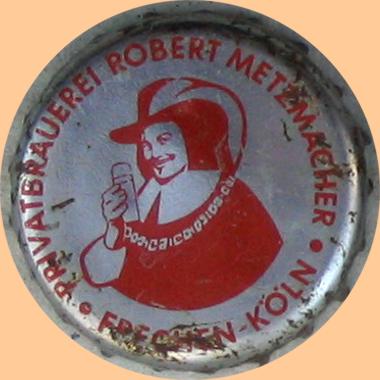 PRIVATBRAUEREI ROBERT METZMACHER
• FRECHEN-KÖLN •